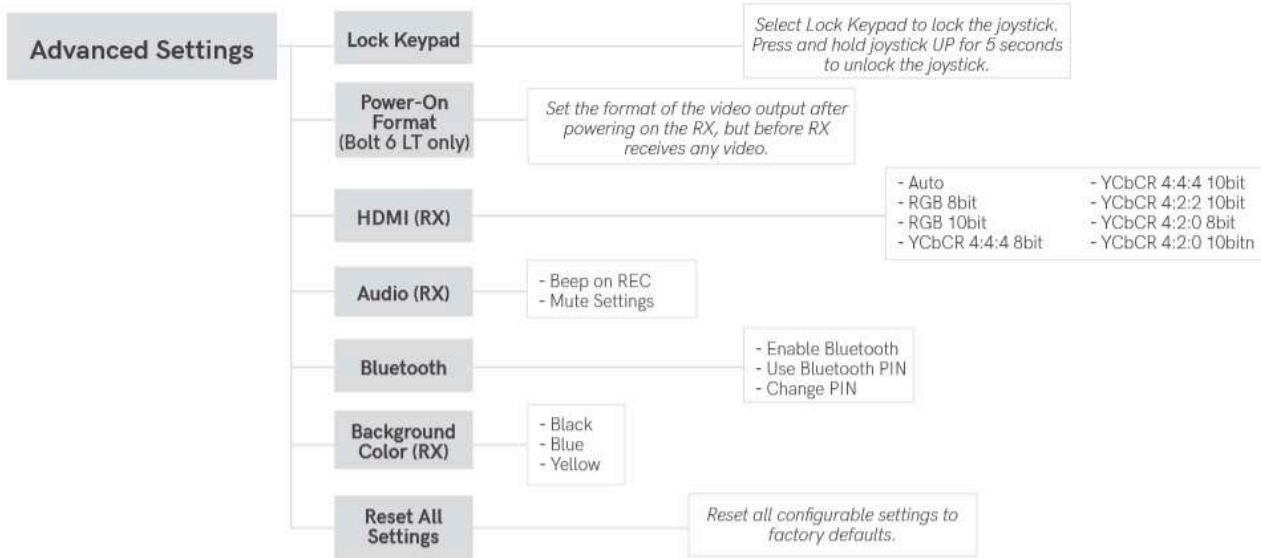 Advanced Settings
Lock Keypad
Select Lock Keypad to lock the joystick.
Press and hold joystick UP for 5 seconds
to unlock the joystick.
Power-On
Format
(Bolt 6 LT only)
Set the format of the video output after
powering on the RX, but before RX
receives any video.
HDMI (RX)
- Auto
- RGB 8bit
- RGB 10bit
- YCbCR 4:4:4 8bit
- YCbCR 4:4:4 10bit
- YCbCR 4:2:2 10bit
- YCbCR 4:2:0 8bit
- YCbCR 4:2:0 10bitn
Audio (RX)
- Beep on REC
- Mute Settings
Bluetooth
- Enable Bluetooth
- Use Bluetooth PIN
- Change PIN
Background
Color (RX)
- Black
- Blue
- Yellow
Reset All
Settings
Reset all configurable settings to
factory defaults.